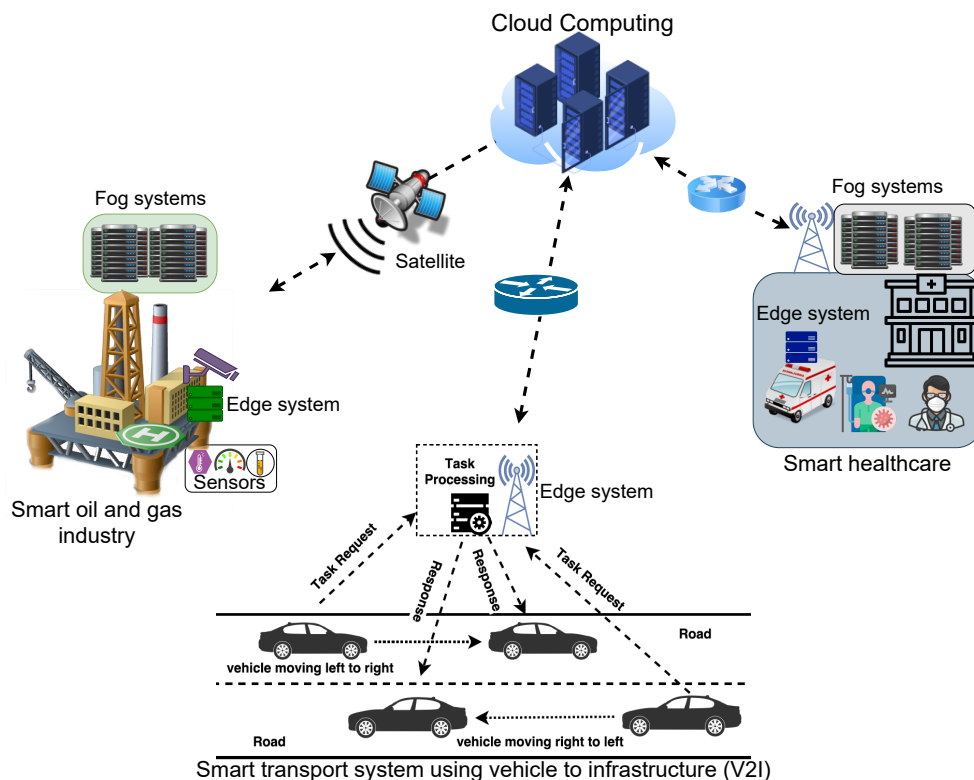 Cloud Computing
Fog systems
Satellite
Fog systems
Edge system
Edge system
Sensors
Smart oil and gas
industry
Smart healthcare
Task
Processing
Edge system
Task Request
Response
Response
Task Request
Road
vehicle moving left to right
Road
vehicle moving right to left
Smart transport system using vehicle to infrastructure (V2I)